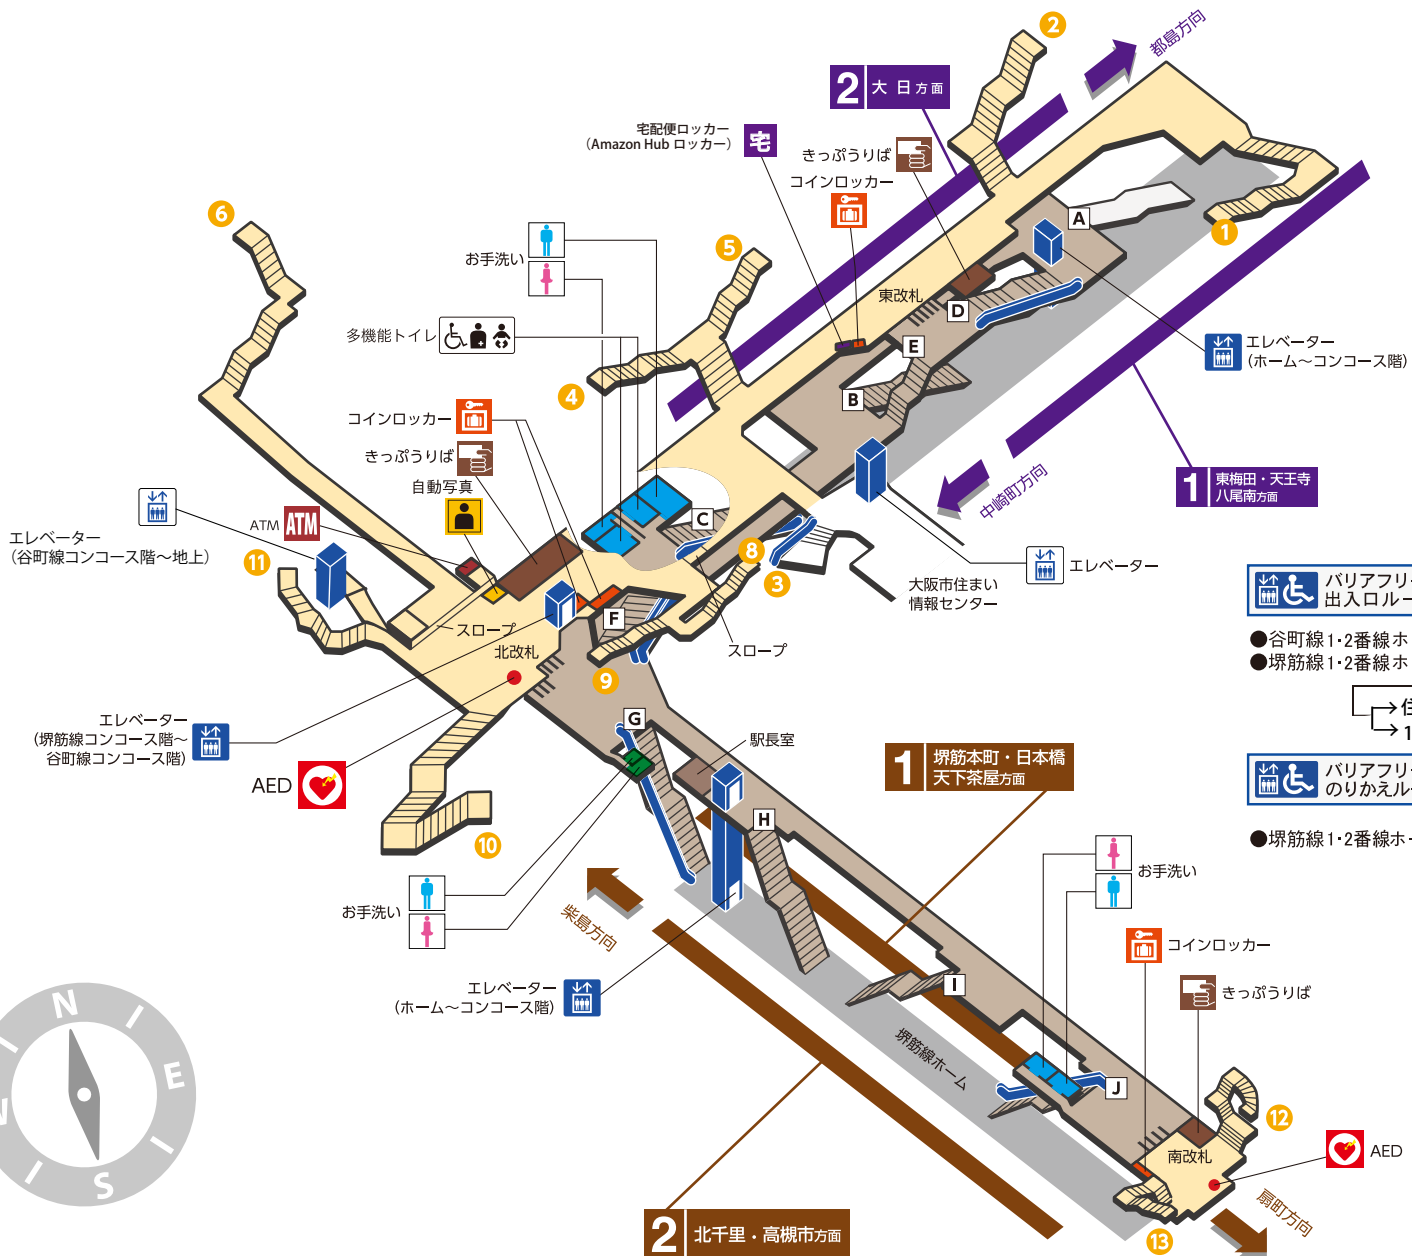 2
都島方向
2 大日方面
宅配便ロッカー
(Amazon Hub ロッカー)
宅
きっぷうりば
コインロッカー
6
5
お手洗い
多機能トイレ
A
1
東改札
D
E
エレベーター
(ホーム～コンコース階)
4
B
コインロッカー
きっぷうりば
自動写真
中崎町方向
1 東梅田・天王寺
八尾南方面
ATM ATM
エレベーター
(谷町線コンコース階～地上)
11
C
8
3
エレベーター
大阪市住まい
情報センター
バリアフリー
出入口ルー
F
スロープ
北改札
スロープ
●谷町線1・2番線ホ
●堺筋線1・2番線ホ
9
→住
→1
エレベーター
(堺筋線コンコース階～
谷町線コンコース階)
G
駅長室
1 堺筋本町・日本橋
天下茶屋方面
バリアフリー
のりかえル
AED
H
10
●堺筋線1・2番線ホー
お手洗い
お手洗い
柴島方向
コインロッカー
エレベーター
(ホーム～コンコース階)
I
きっぷうりば
N
I
E
I
S
I
I
堺筋線ホーム
J
12
南改札
AED
扇町方向
2 北千里・高槻市方面
13